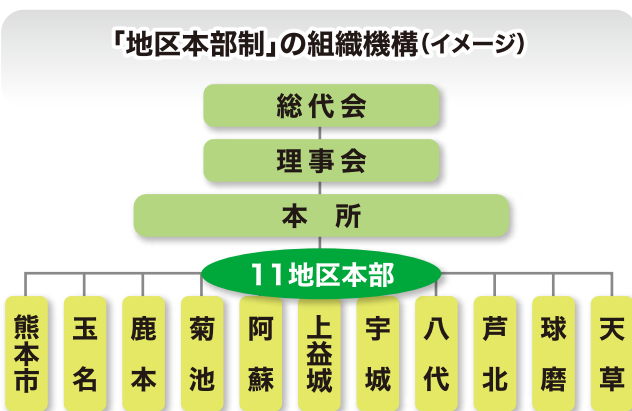 「地区本部制」の組織機構（イメージ）
総代会
理事会
本所
11地区本部
熊本市
玉名
鹿本
菊池
阿蘇
上益城
宇城
八代
芦北
球磨
天草